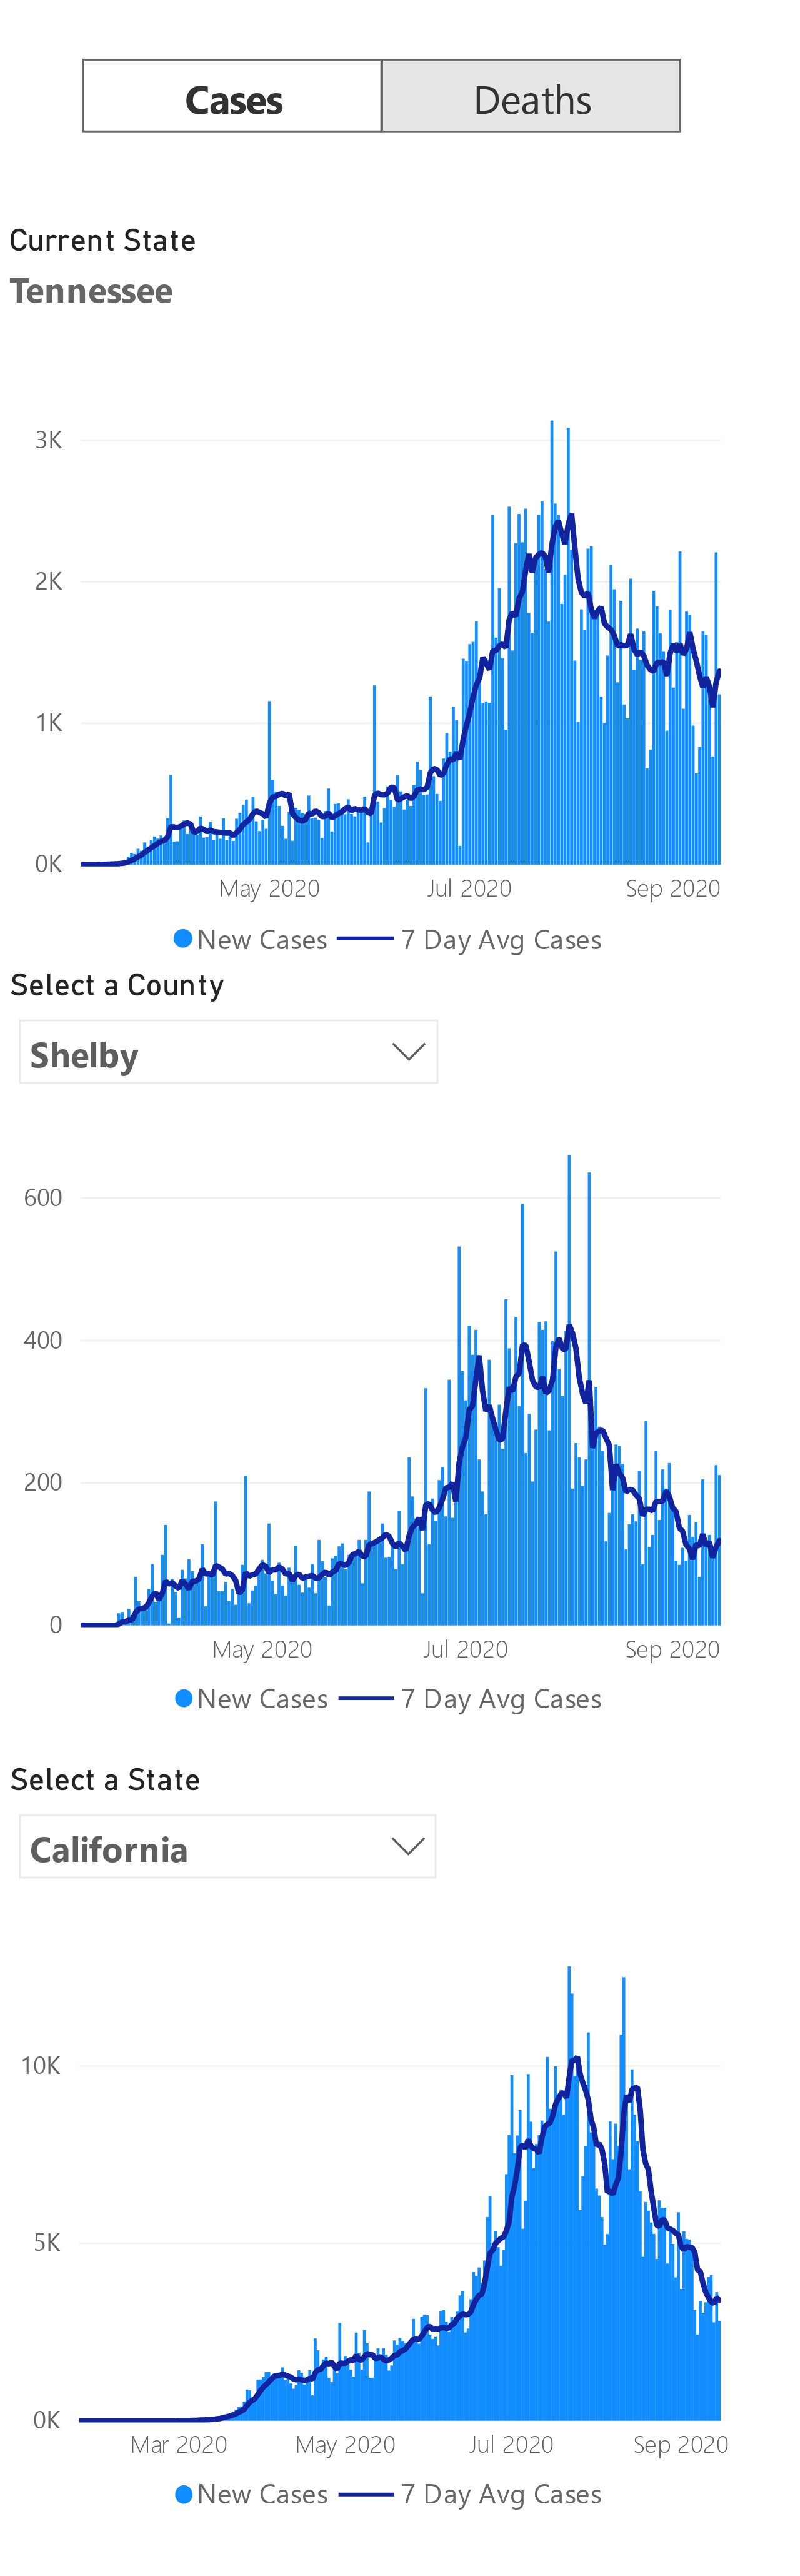 Cases Deaths
Current State
Tennessee
3K
2K
1K
0K
May 2020 Jul 2020 Sep 2020
New Cases 7 Day Avg Cases
Select a County
Shelby
600
400
200
0
May 2020 Jul 2020 Sep 2020
New Cases 7 Day Avg Cases
Select a State
California
10K
5K
0K
Mar 2020 May 2020 Jul 2020 Sep 2020
New Cases 7 Day Avg Cases